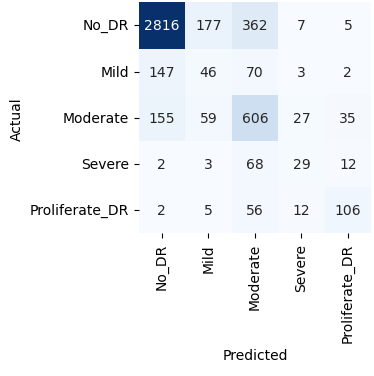 Actual
No_DR 2816 177 362 7 5
Mild 147 46 70 3 2
Moderate 155 59 606 27 35
Severe 2 3 68 29 12
Proliferate_DR 2 5 56 12 106
No_DR Mild Moderate Severe Proliferate_DR
Predicted